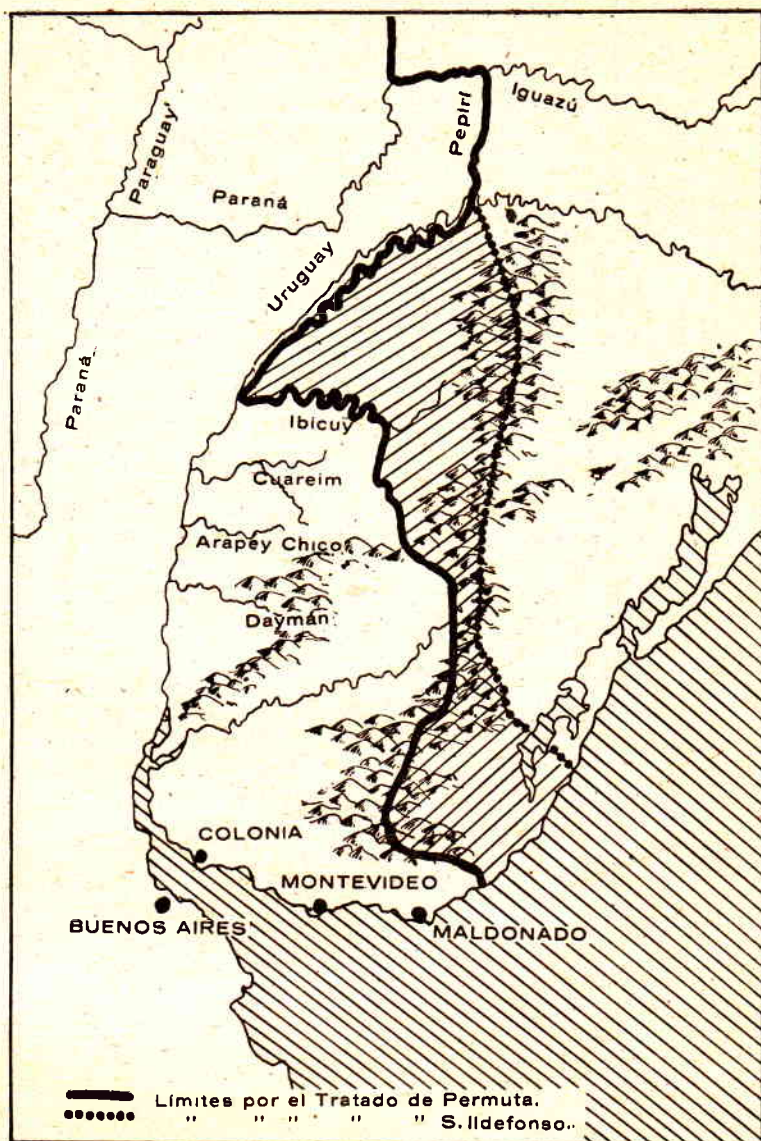 Iguazú
Pepirí
Paraguay
Paraná
Uruguay
Paraná
Ibicuy
Cuareim
Arapey Chico
Dayman
COLONIA
MONTEVIDEO
BUENOS AIRES
MALDONADO
Límites por el Tratado de Permuta.
" " " " " S. Ildefonso..